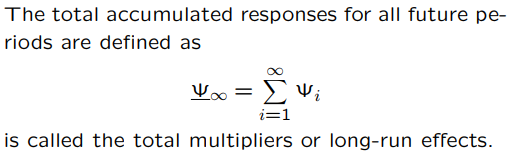 The total accumulated responses for all future pe-
riods are defined as
Ψ̲∞ = ∑_{i=1}^{∞} Ψᵢ
is called the total multipliers or long-run effects.